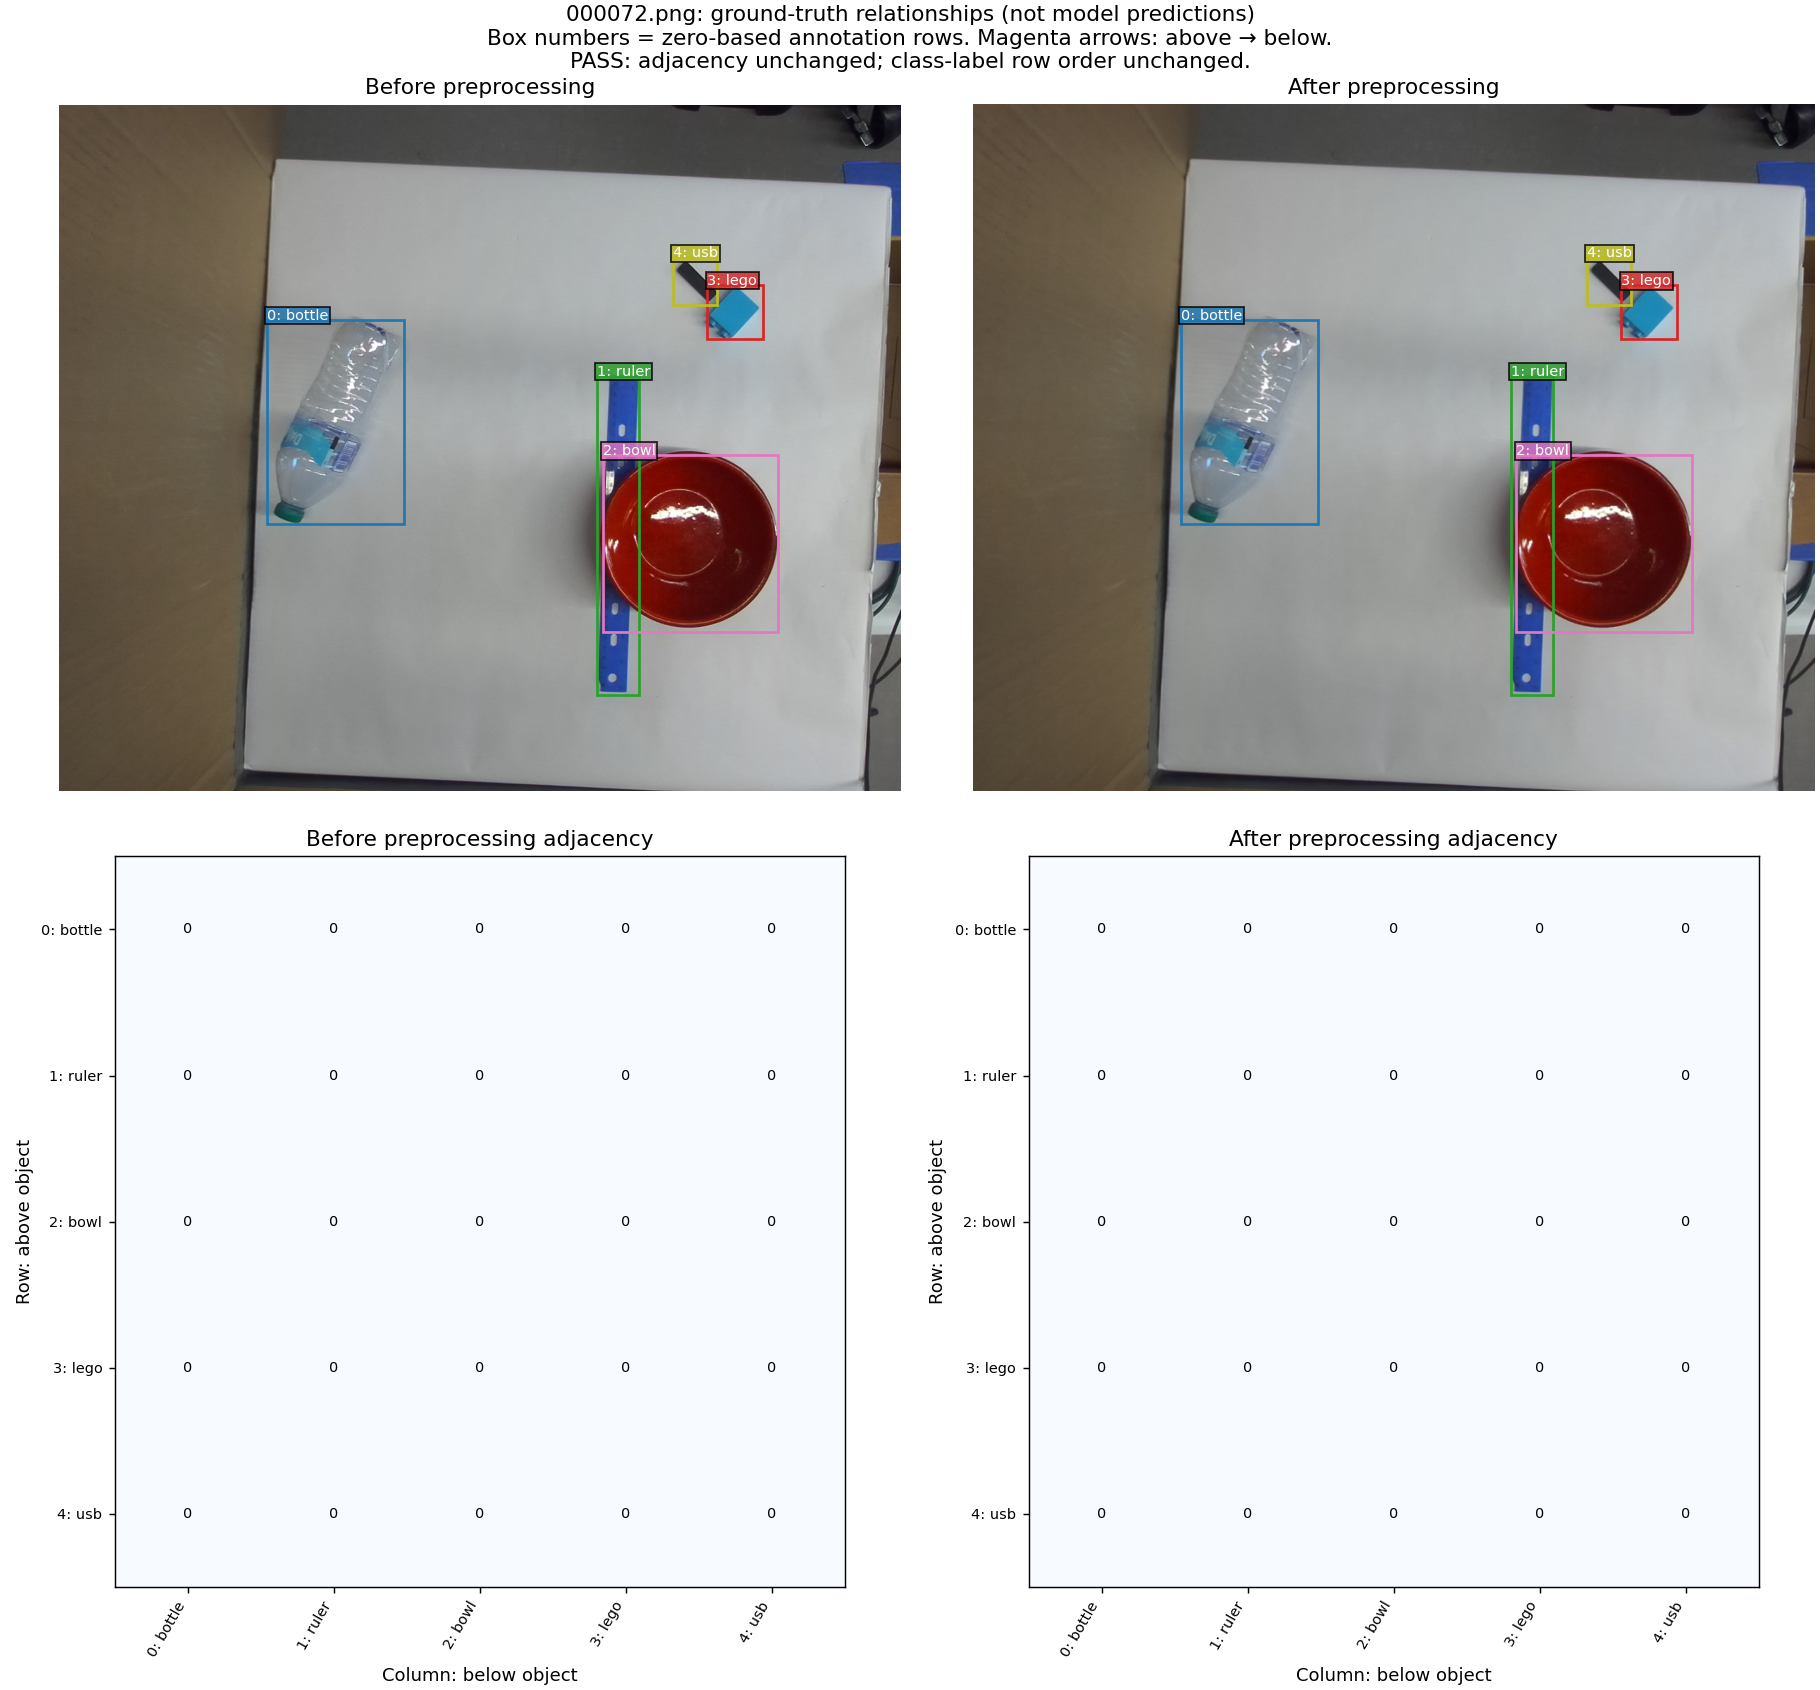 000072.png: ground-truth relationships (not model predictions)
Box numbers = zero-based annotation rows. Magenta arrows: above → below.
PASS: adjacency unchanged; class-label row order unchanged.
Before preprocessing
4: usb
3: lego
0: bottle
1: ruler
2: bowl
After preprocessing
4: usb
3: lego
0: bottle
1: ruler
2: bowl
Before preprocessing adjacency
Row: above object
0: bottle 0 0 0 0 0
1: ruler 0 0 0 0 0
2: bowl 0 0 0 0 0
3: lego 0 0 0 0 0
4: usb 0 0 0 0 0
0: bottle 1: ruler 2: bowl 3: lego 4: usb
Column: below object
After preprocessing adjacency
Row: above object
0: bottle 0 0 0 0 0
1: ruler 0 0 0 0 0
2: bowl 0 0 0 0 0
3: lego 0 0 0 0 0
4: usb 0 0 0 0 0
0: bottle 1: ruler 2: bowl 3: lego 4: usb
Column: below object